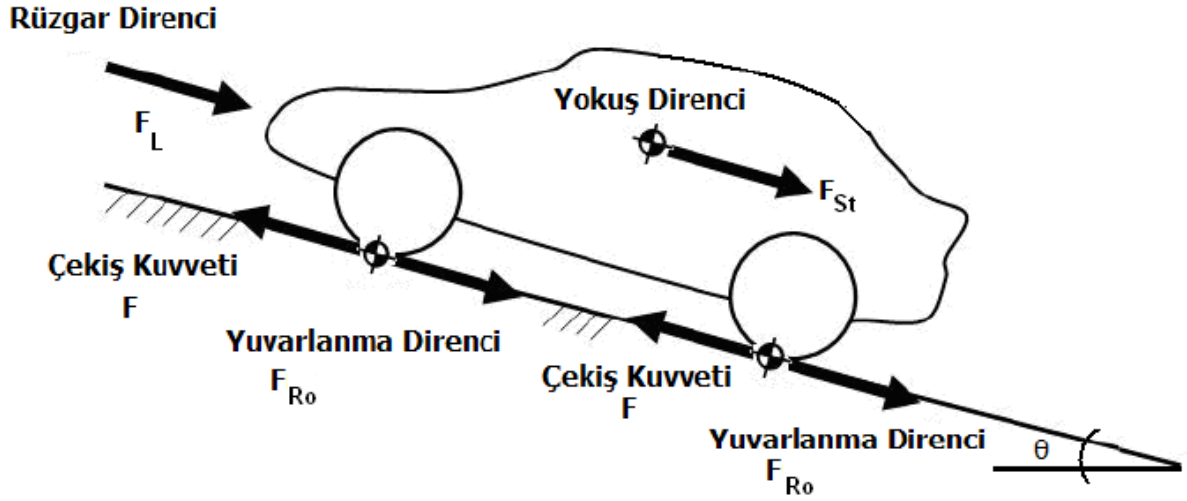 Rüzgar Direnci
F_L
Yokuş Direnci
F_St
Çekiş Kuvveti
F
Yuvarlanma Direnci
F_Ro
Çekiş Kuvveti
F
Yuvarlanma Direnci
F_Ro
θ